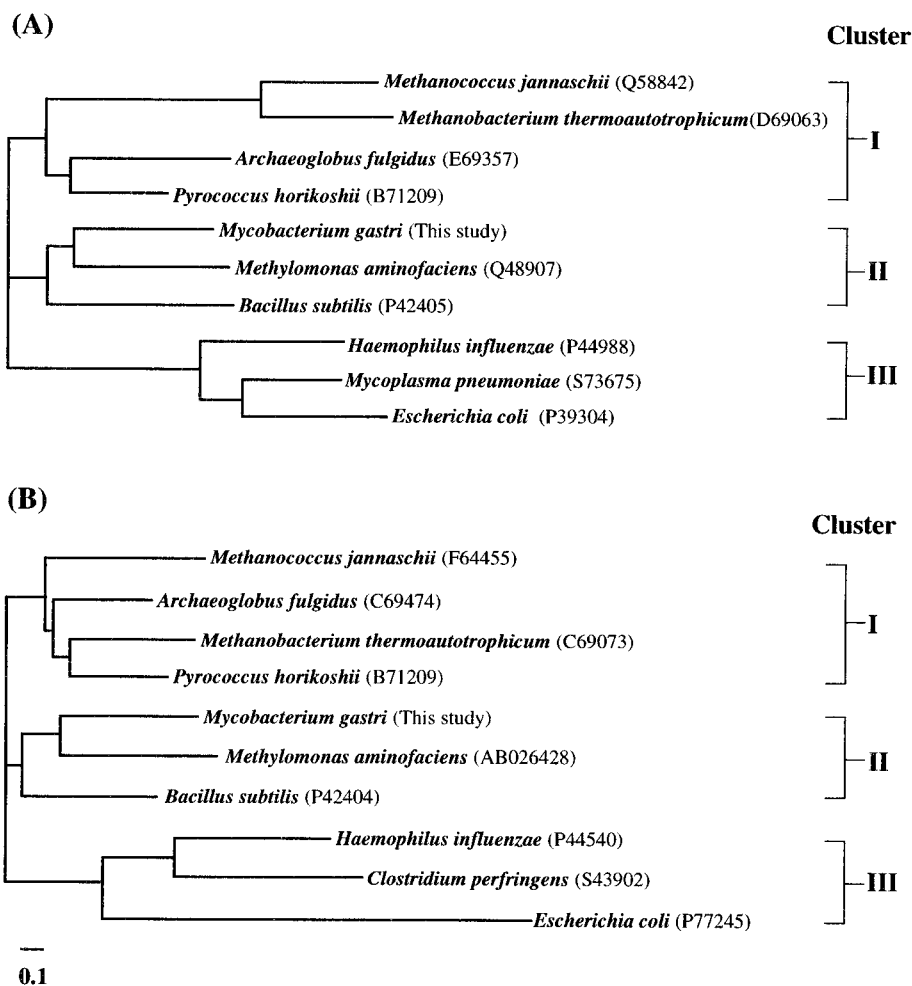 (A)
Cluster
Methanococcus jannaschii (Q58842)
Methanobacterium thermoautotrophicum(D69063)
I
Archaeoglobus fulgidus (E69357)
Pyrococcus horikoshii (B71209)
Mycobacterium gastri (This study)
Methylomonas aminofaciens (Q48907)
II
Bacillus subtilis (P42405)
Haemophilus influenzae (P44988)
Mycoplasma pneumoniae (S73675)
III
Escherichia coli (P39304)
(B)
Cluster
Methanococcus jannaschii (F64455)
Archaeoglobus fulgidus (C69474)
I
Methanobacterium thermoautotrophicum (C69073)
Pyrococcus horikoshii (B71209)
Mycobacterium gastri (This study)
Methylomonas aminofaciens (AB026428)
II
Bacillus subtilis (P42404)
Haemophilus influenzae (P44540)
Clostridium perfringens (S43902)
III
Escherichia coli (P77245)
0.1